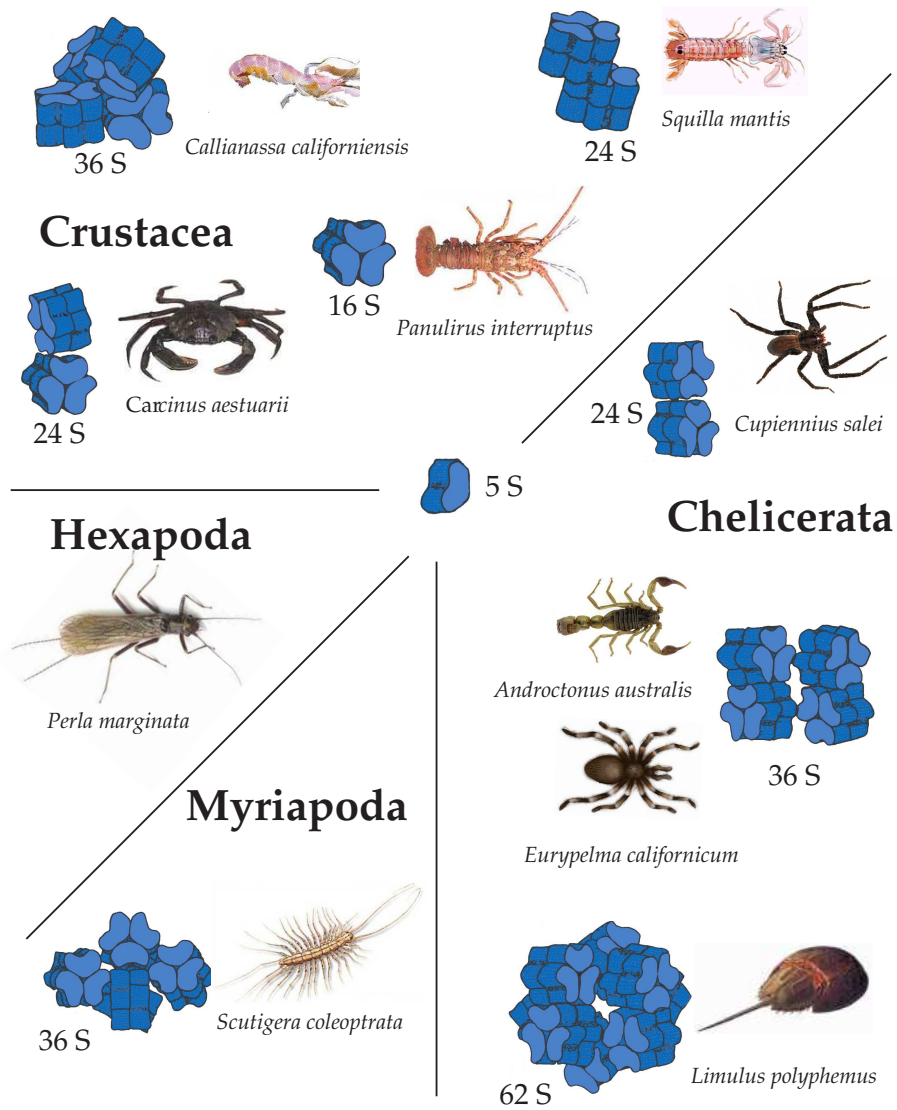 36 S
Callianassa californiensis
24 S
Squilla mantis
Crustacea
16 S
Panulirus interruptus
24 S
Carcinus aestuarii
24 S
Cupiennius salei
5 S
Hexapoda
Chelicerata
Perla marginata
Androctonus australis
36 S
Myriapoda
Eurypelma californicum
36 S
Scutigera coleoptrata
62 S
Limulus polyphemus